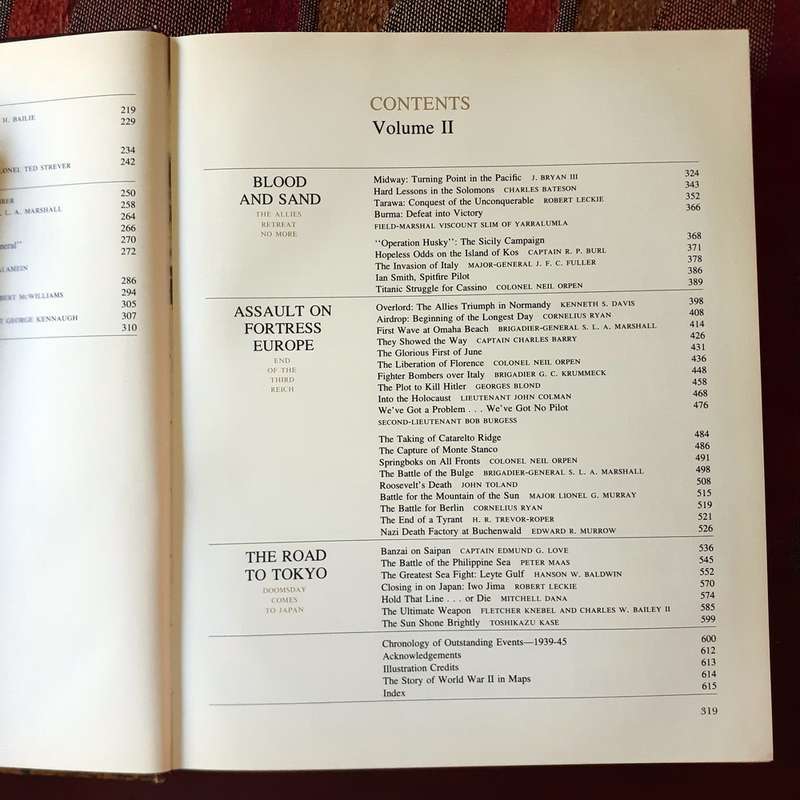 219
H. BAILIE 229
234
ONEL TED STREVER 242
250
S. L. A. MARSHALL 258
264
266
neral" 270
272
ALAMEIN
286
BERT McWILLIAMS 294
305
GEORGE KENNAUGH 307
310
CONTENTS
Volume II
BLOOD
AND SAND
THE ALLIES
RETREAT
NO MORE
Midway: Turning Point in the Pacific J. BRYAN III 324
Hard Lessons in the Solomons CHARLES BATESON 343
Tarawa: Conquest of the Unconquerable ROBERT LECKIE 352
Burma: Defeat into Victory 366
FIELD-MARSHAL VISCOUNT SLIM OF YARRALUMLA
"Operation Husky": The Sicily Campaign 368
Hopeless Odds on the Island of Kos CAPTAIN R. P. BURL 371
The Invasion of Italy MAJOR-GENERAL J. F. C. FULLER 378
Ian Smith, Spitfire Pilot 386
Titanic Struggle for Cassino COLONEL NEIL ORPEN 389
ASSAULT ON
FORTRESS
EUROPE
END
OF THE
THIRD
REICH
Overlord: The Allies Triumph in Normandy KENNETH S. DAVIS 398
Airdrop: Beginning of the Longest Day CORNELIUS RYAN 408
First Wave at Omaha Beach BRIGADIER-GENERAL S. L. A. MARSHALL 414
They Showed the Way CAPTAIN CHARLES BARRY 426
The Glorious First of June 431
The Liberation of Florence COLONEL NEIL ORPEN 436
Fighter Bombers over Italy BRIGADIER G. C. KRUMMECK 448
The Plot to Kill Hitler GEORGES BLOND 458
Into the Holocaust LIEUTENANT JOHN COLMAN 468
We've Got a Problem . . . We've Got No Pilot 476
SECOND-LIEUTENANT BOB BURGESS
The Taking of Catarelto Ridge 484
The Capture of Monte Stanco 486
Springboks on All Fronts COLONEL NEIL ORPEN 491
The Battle of the Bulge BRIGADIER-GENERAL S. L. A. MARSHALL 498
Roosevelt's Death JOHN TOLAND 508
Battle for the Mountain of the Sun MAJOR LIONEL G. MURRAY 515
The Battle for Berlin CORNELIUS RYAN 519
The End of a Tyrant H. R. TREVOR-ROPER 521
Nazi Death Factory at Buchenwald EDWARD R. MURROW 526
THE ROAD
TO TOKYO
DOOMSDAY
COMES
TO JAPAN
Banzai on Saipan CAPTAIN EDMUND G. LOVE 536
The Battle of the Philippine Sea PETER MAAS 545
The Greatest Sea Fight: Leyte Gulf HANSON W. BALDWIN 552
Closing in on Japan: Iwo Jima ROBERT LECKIE 570
Hold That Line . . . or Die MITCHELL DANA 574
The Ultimate Weapon FLETCHER KNEBEL AND CHARLES W. BAILEY II 585
The Sun Shone Brightly TOSHIKAZU KASE 599
Chronology of Outstanding Events—1939-45 600
Acknowledgements 612
Illustration Credits 613
The Story of World War II in Maps 614
Index 615
319